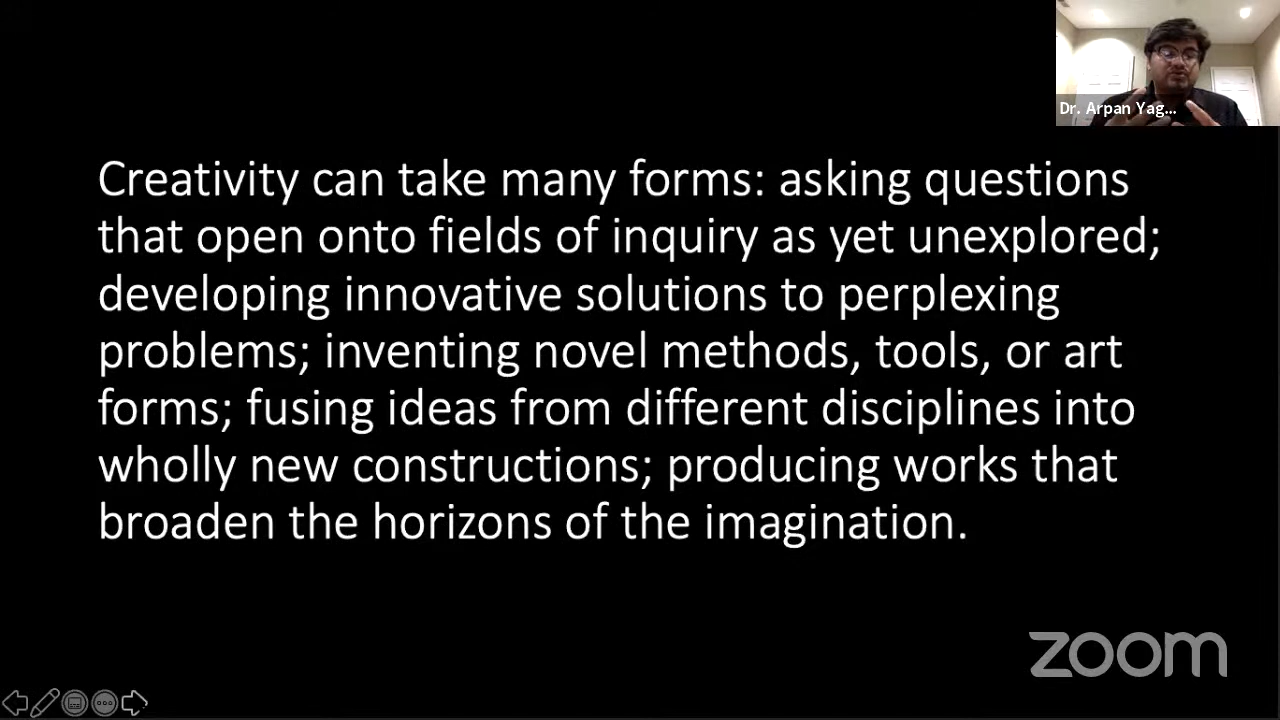 Dr. Arpan Yag...
Creativity can take many forms: asking questions
that open onto fields of inquiry as yet unexplored;
developing innovative solutions to perplexing
problems; inventing novel methods, tools, or art
forms; fusing ideas from different disciplines into
wholly new constructions; producing works that
broaden the horizons of the imagination.
zoom